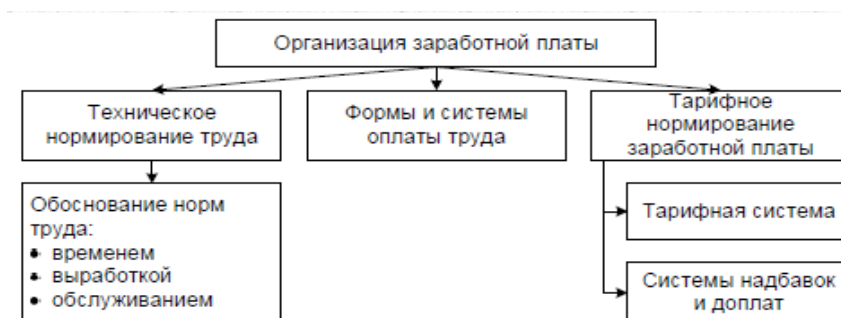 Организация заработной платы
Техническое
нормирование труда
Формы и системы
оплаты труда
Тарифное
нормирование
заработной платы
Обоснование норм
труда:
• временем
• выработкой
• обслуживанием
Тарифная система
Системы надбавок
и доплат